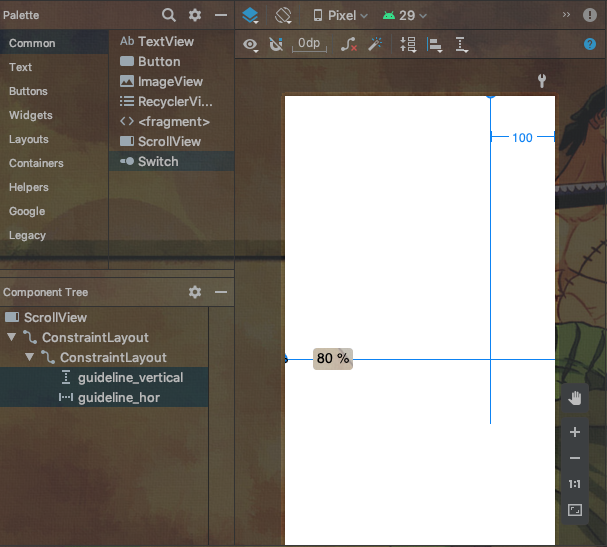 Palette
Pixel
29
»
0dp
Common
Text
Buttons
Widgets
Layouts
Containers
Helpers
Google
Legacy
Ab TextView
Button
ImageView
RecyclerVi...
<> <fragment>
ScrollView
Switch
100
80 %
Component Tree
ScrollView
ConstraintLayout
ConstraintLayout
guideline_vertical
guideline_hor
1:1